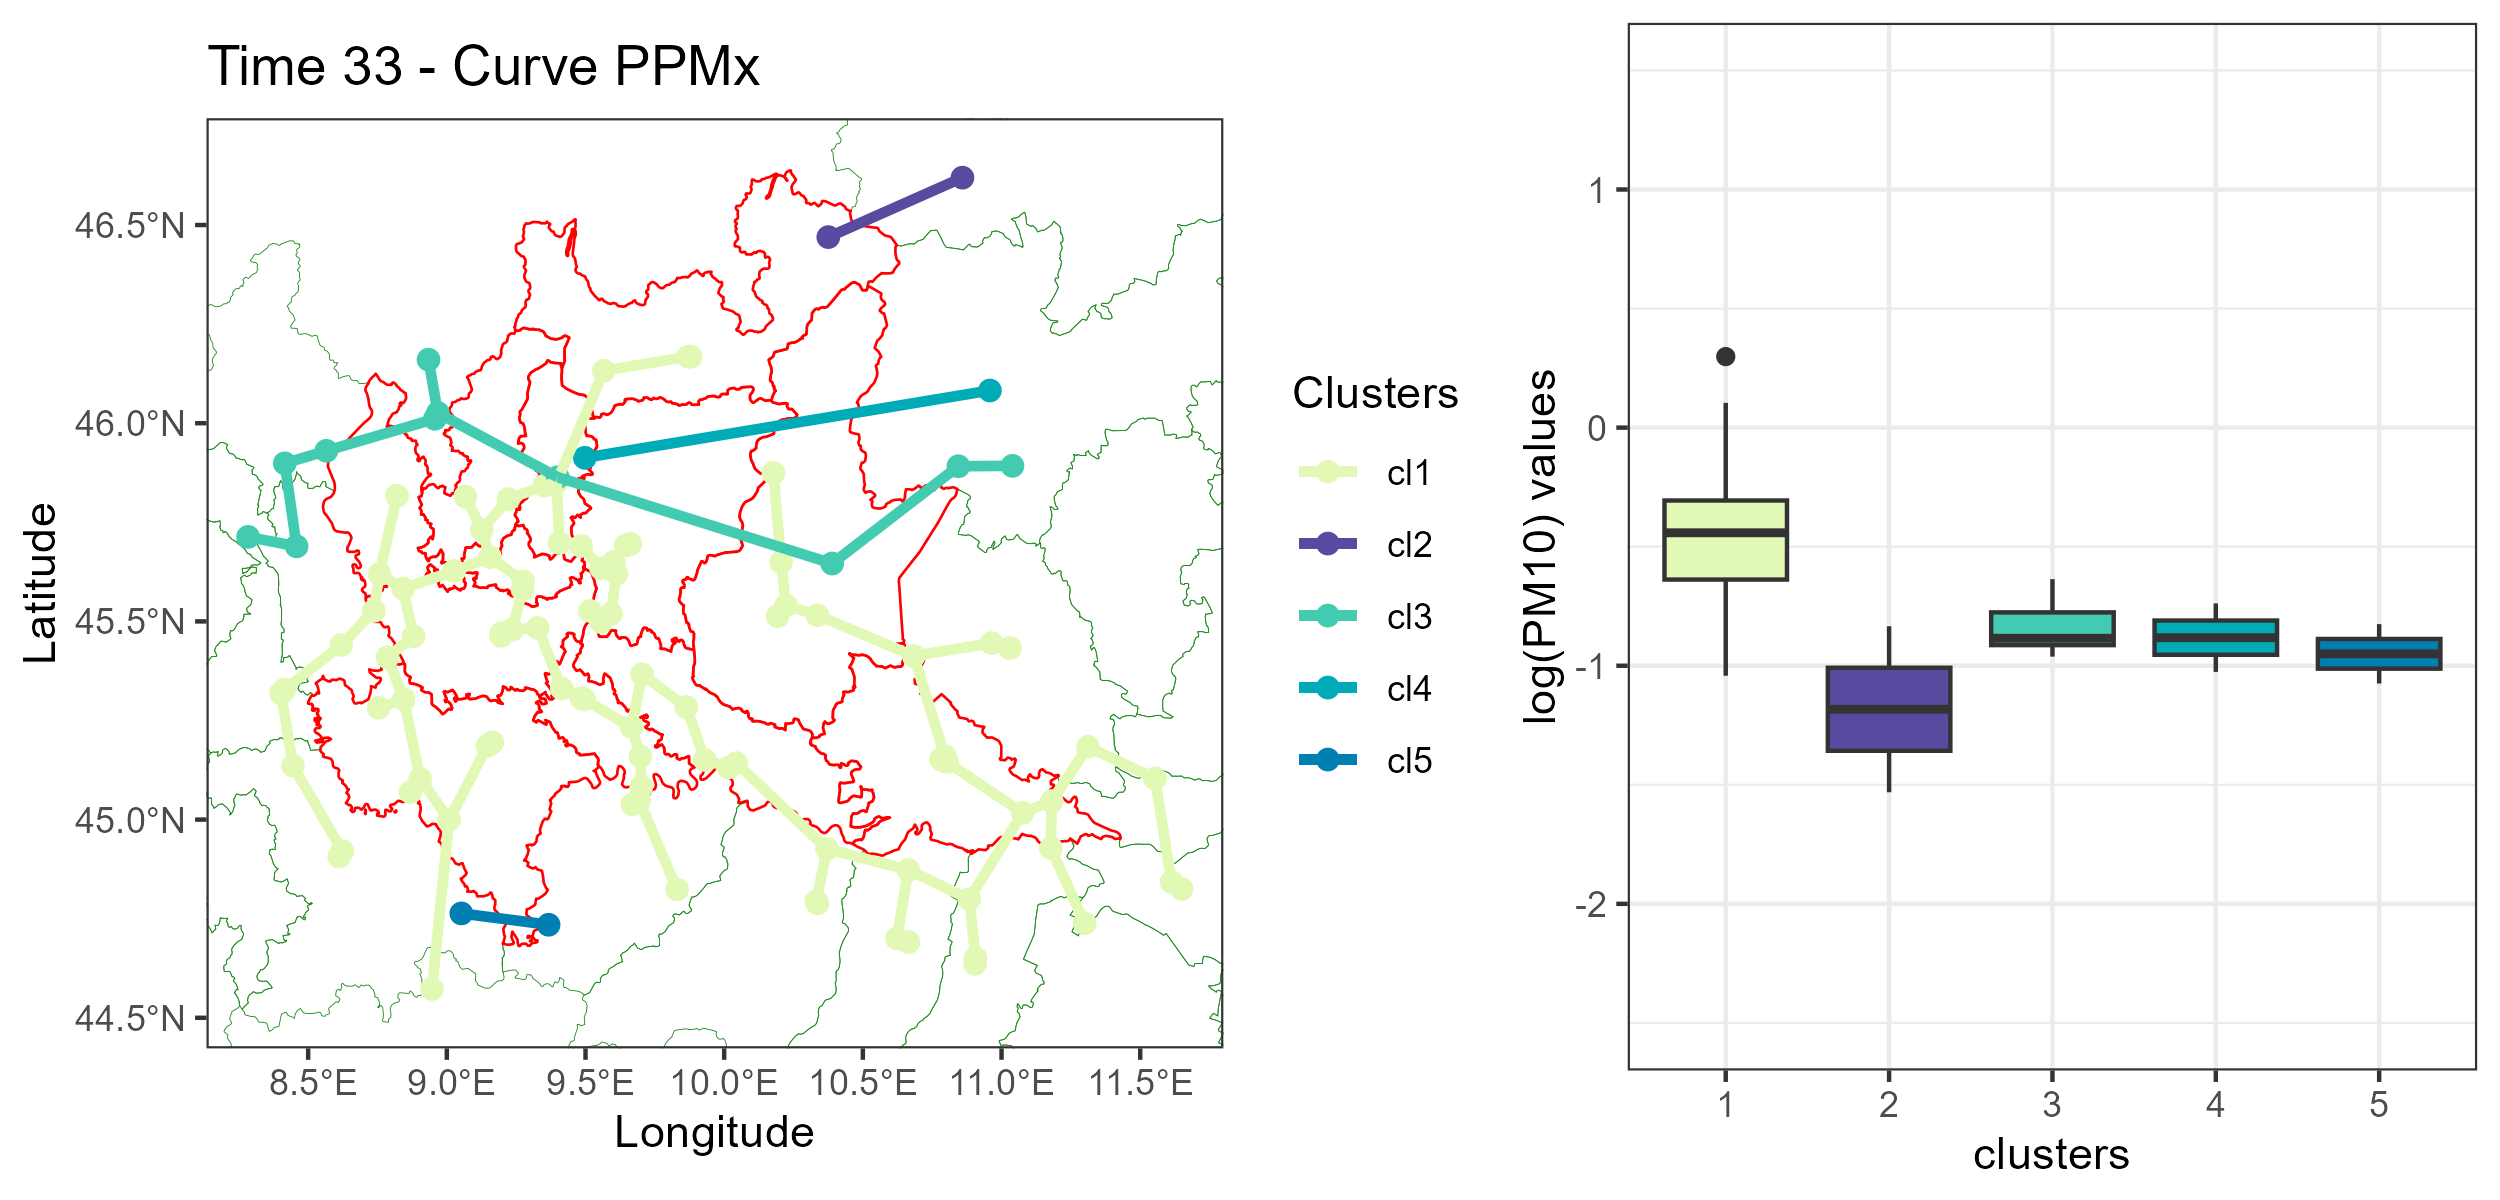 Time 33 - Curve PPMx
Latitude
46.5°N
46.0°N
45.5°N
45.0°N
44.5°N
8.5°E 9.0°E 9.5°E 10.0°E 10.5°E 11.0°E 11.5°E
Longitude
Clusters
cl1
cl2
cl3
cl4
cl5
log(PM10) values
1
0
-1
-2
1 2 3 4 5
clusters